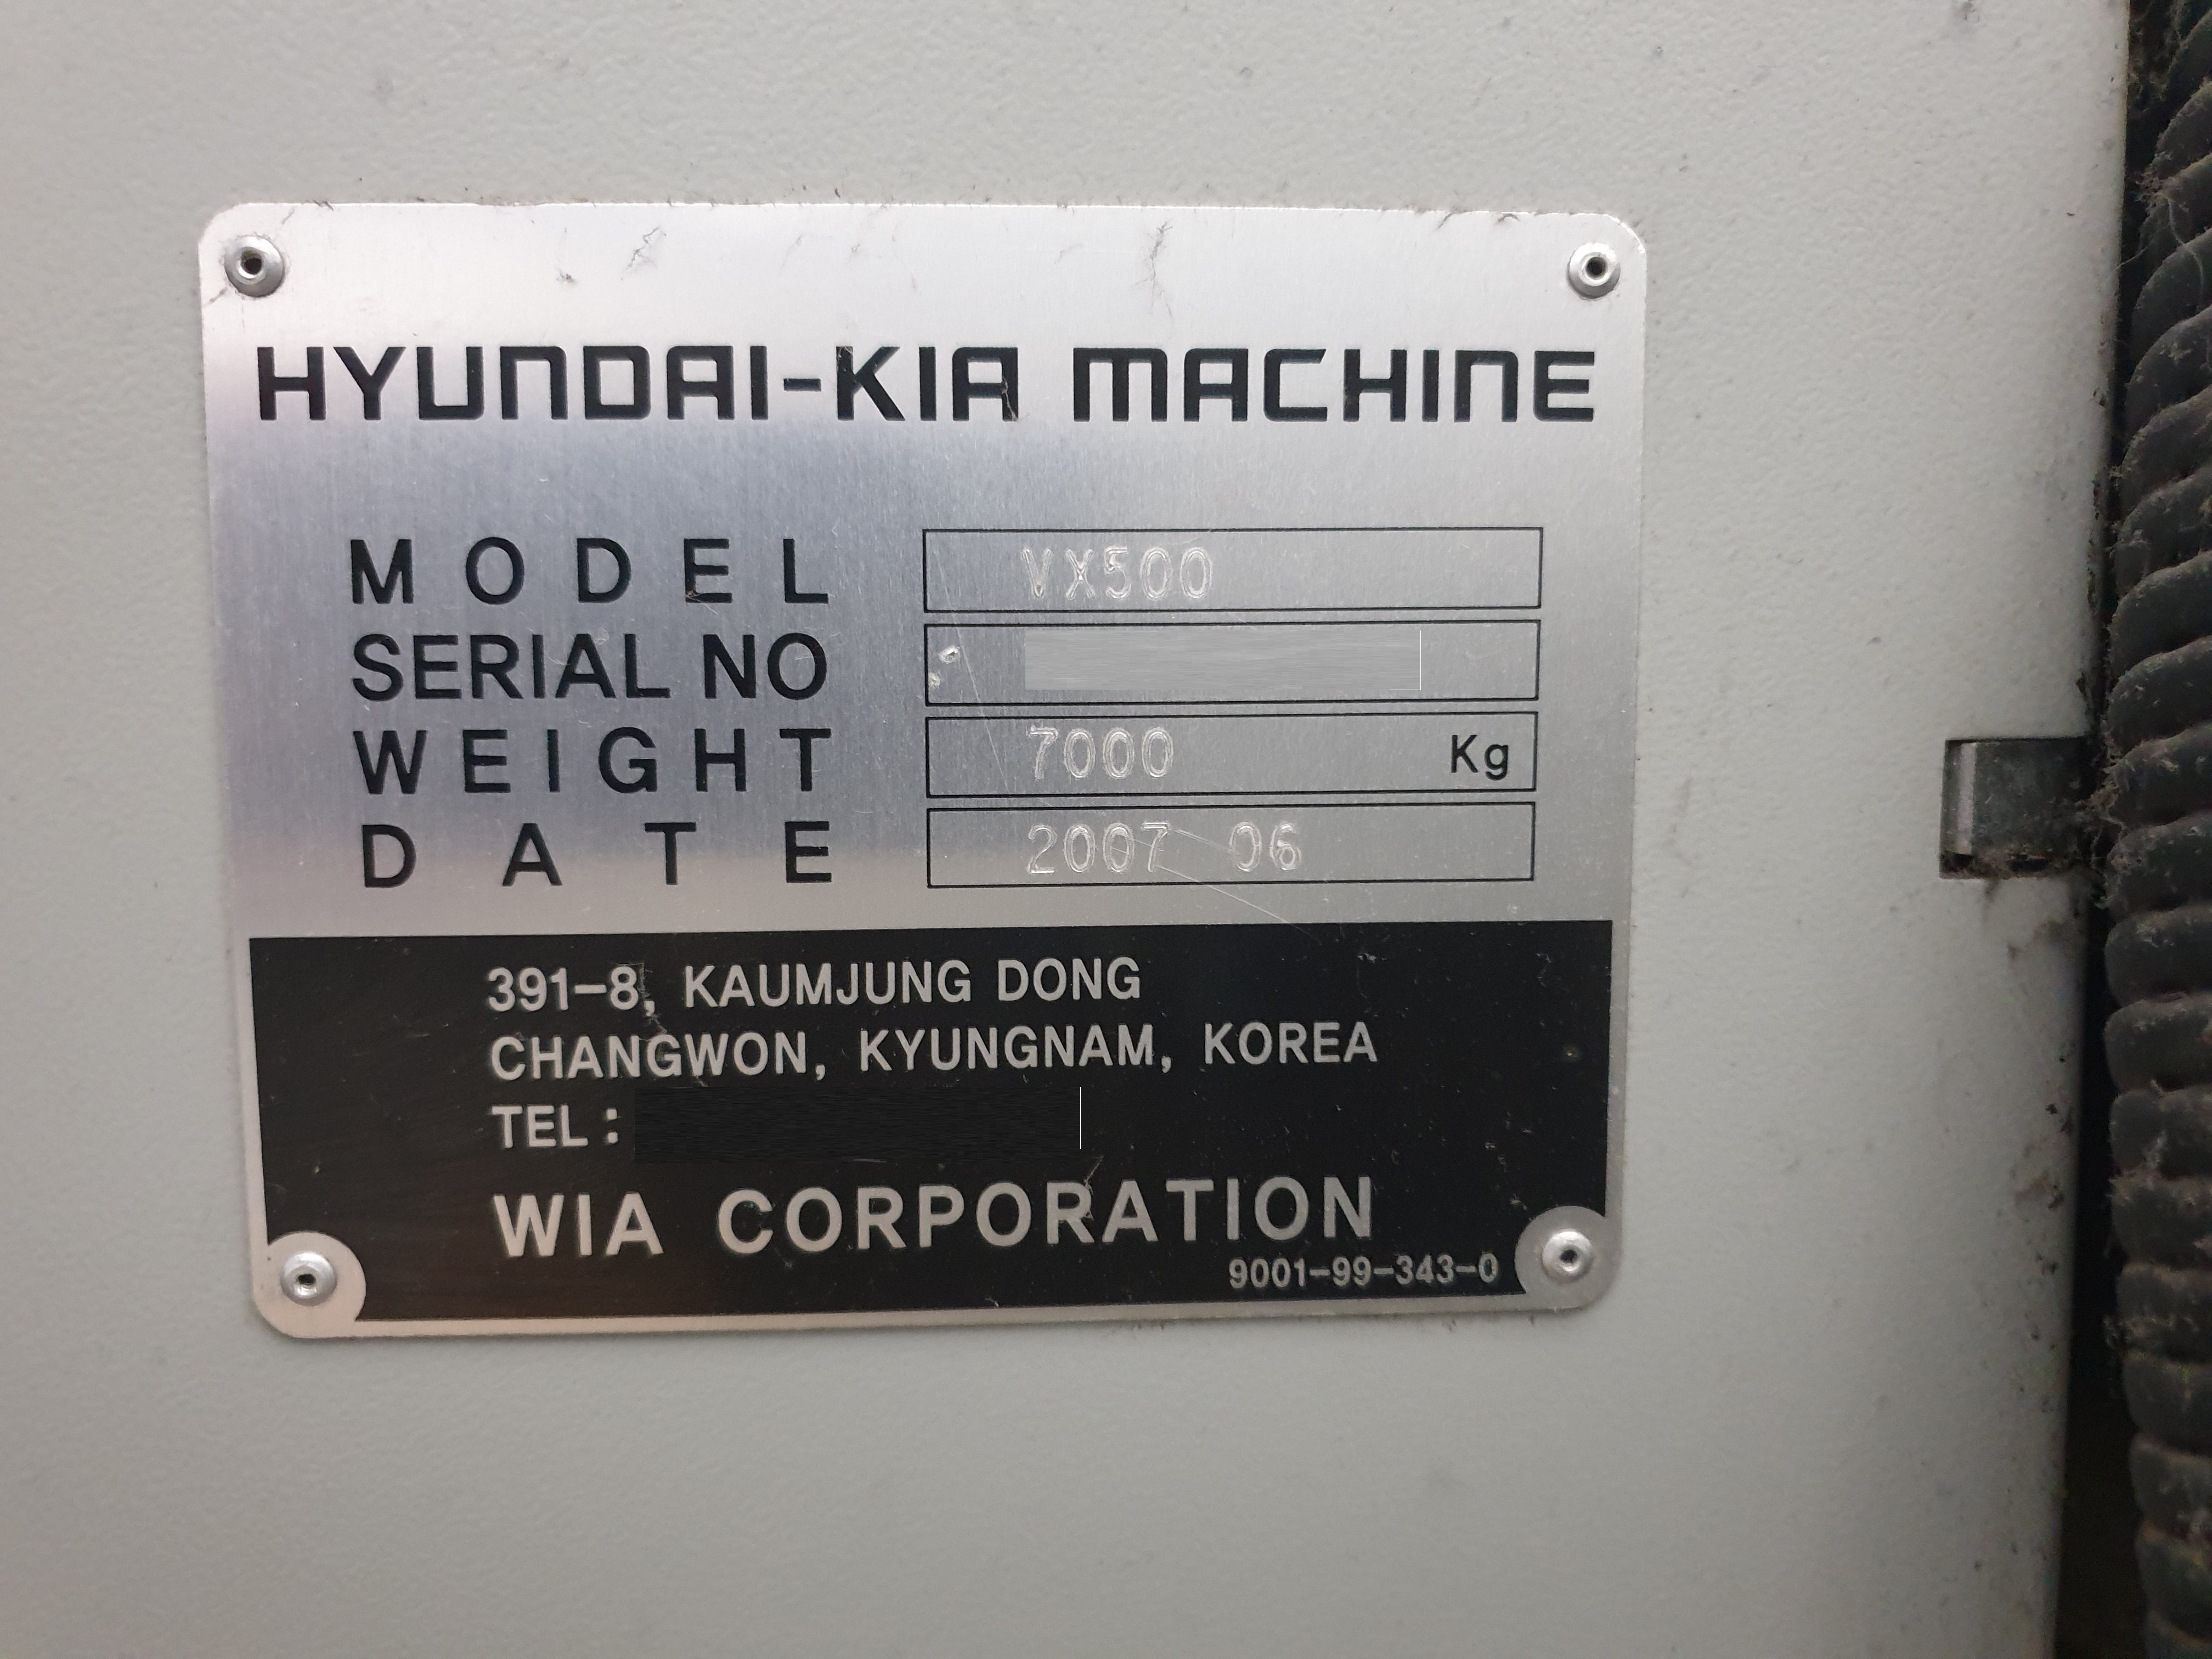 HYUNDAI-KIA MACHINE
MODEL VX500
SERIAL NO
WEIGHT 7000 Kg
DATE 2007 06
391-8, KAUMJUNG DONG
CHANGWON, KYUNGNAM, KOREA
TEL :
WIA CORPORATION
9001-99-343-0